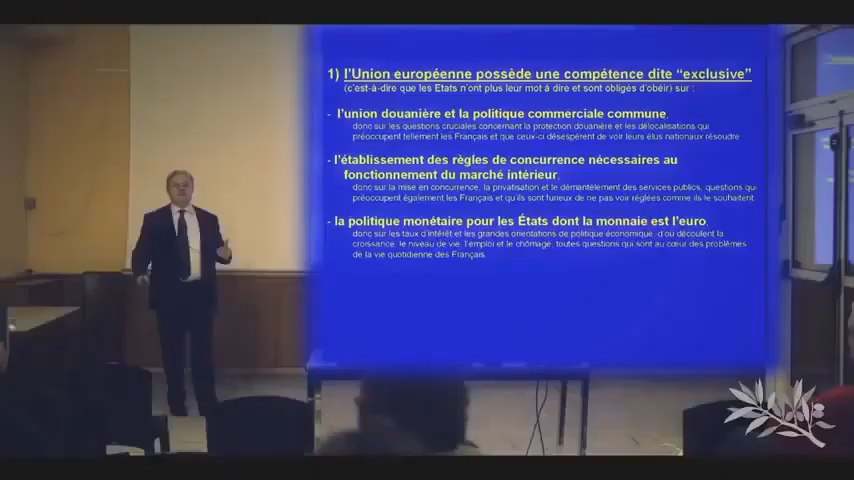 1) l'Union européenne possède une compétence dite "exclusive"
(c'est-à-dire que les Etats n'ont plus leur mot à dire et sont obligés d'obéir) sur :
- l'union douanière et la politique commerciale commune,
donc sur les questions cruciales concernant la protection douanière et les délocalisations qui
préoccupent tellement les Français et que ceux-ci désespèrent de voir leurs élus nationaux résoudre
- l'établissement des règles de concurrence nécessaires au
fonctionnement du marché intérieur,
donc sur la mise en concurrence, la privatisation et le démantèlement des services publics, questions qui
préoccupent également les Français et qu'ils sont furieux de ne pas voir réglées comme ils le souhaitent.
- la politique monétaire pour les États dont la monnaie est l'euro,
donc sur les taux d'intérêt et les grandes orientations de politique économique, d'où découlent la
croissance, le niveau de vie, l'emploi et le chômage, toutes questions qui sont au cœur des problèmes
de la vie quotidienne des Français.